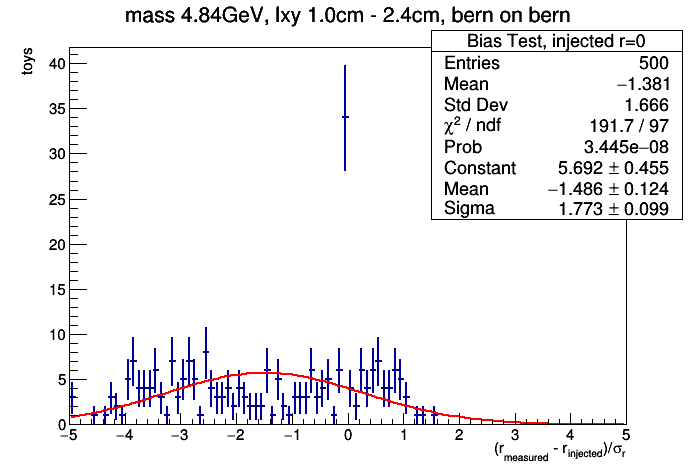 mass 4.84GeV, lxy 1.0cm - 2.4cm, bern on bern
Bias Test, injected r=0
Entries 500
Mean −1.381
Std Dev 1.666
χ² / ndf 191.7 / 97
Prob 3.445e−08
Constant 5.692 ± 0.455
Mean −1.486 ± 0.124
Sigma 1.773 ± 0.099
toys
40
35
30
25
20
15
10
5
0
−5 −4 −3 −2 −1 0 1 2 3 4 5
(r_measured - r_injected)/σ_r